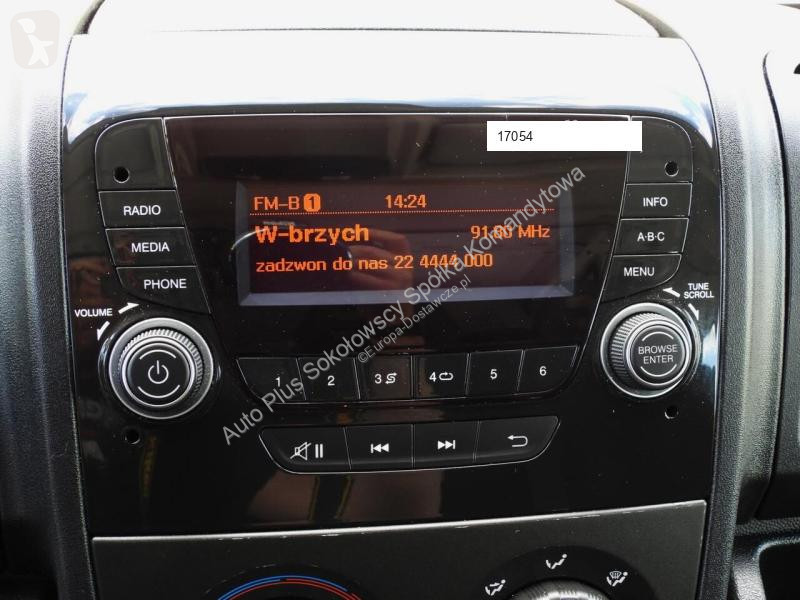 17054
FM-B 1 14:24
W-brzych 91.80 MHz
zadzwon do nas 22 4444 000
RADIO
MEDIA
PHONE
VOLUME
INFO
A·B·C
MENU
TUNE
SCROLL
BROWSE
ENTER
1 2 3 4 5 6
Auto Plus Sokołowscy Spółka Komandytowa
©Europa-Dostawcze.pl